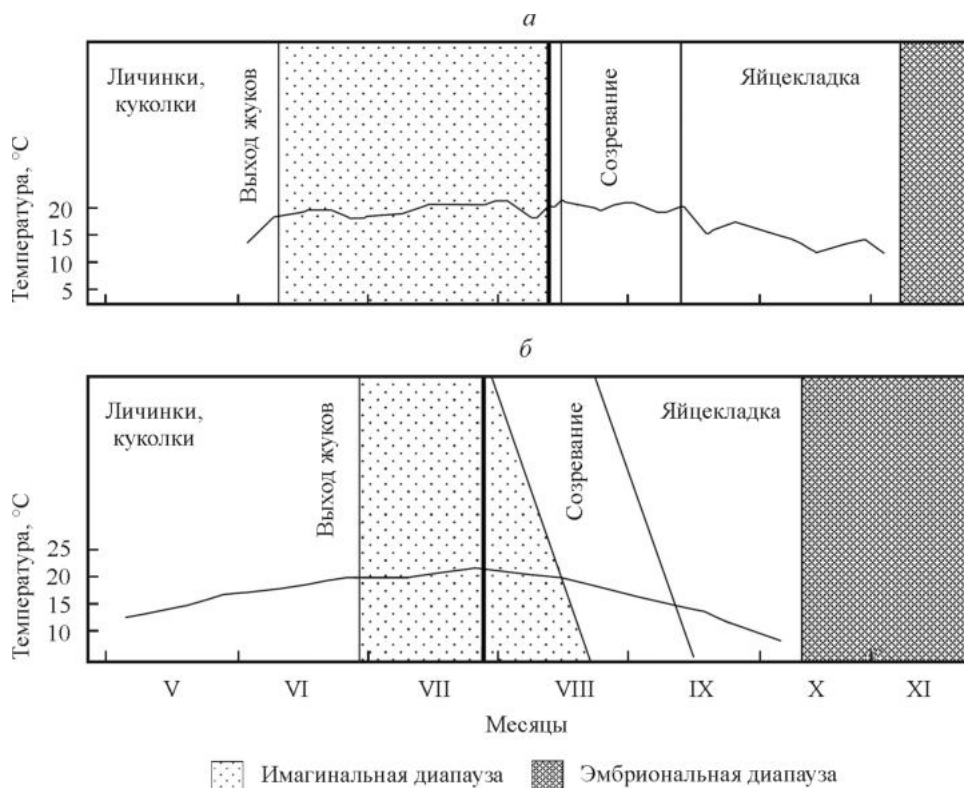 а
Личинки,
куколки
Выход жуков
Созревание
Яйцекладка
Температура, °C
20
15
10
5
б
Личинки,
куколки
Выход жуков
Созревание
Яйцекладка
Температура, °C
25
20
15
10
V VI VII VIII IX X XI
Месяцы
Имагинальная диапауза Эмбриональная диапауза